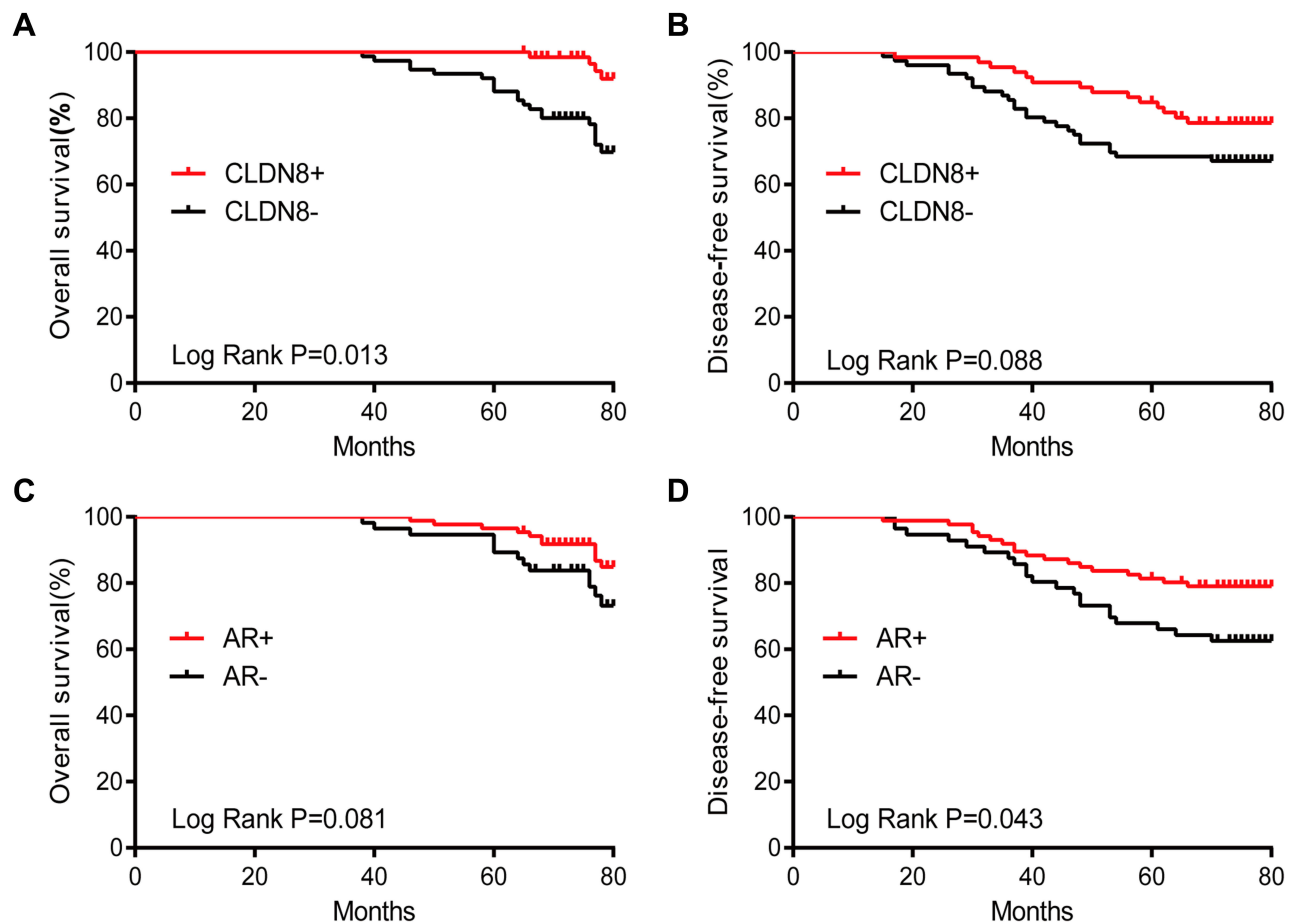 A
Overall survival(%)
100
80
60
40
20
0
CLDN8+
CLDN8-
Log Rank P=0.013
0 20 40 60 80
Months
B
Disease-free survival(%)
100
80
60
40
20
0
CLDN8+
CLDN8-
Log Rank P=0.088
0 20 40 60 80
Months
C
Overall survival(%)
100
80
60
40
20
0
AR+
AR-
Log Rank P=0.081
0 20 40 60 80
Months
D
Disease-free survival
100
80
60
40
20
0
AR+
AR-
Log Rank P=0.043
0 20 40 60 80
Months